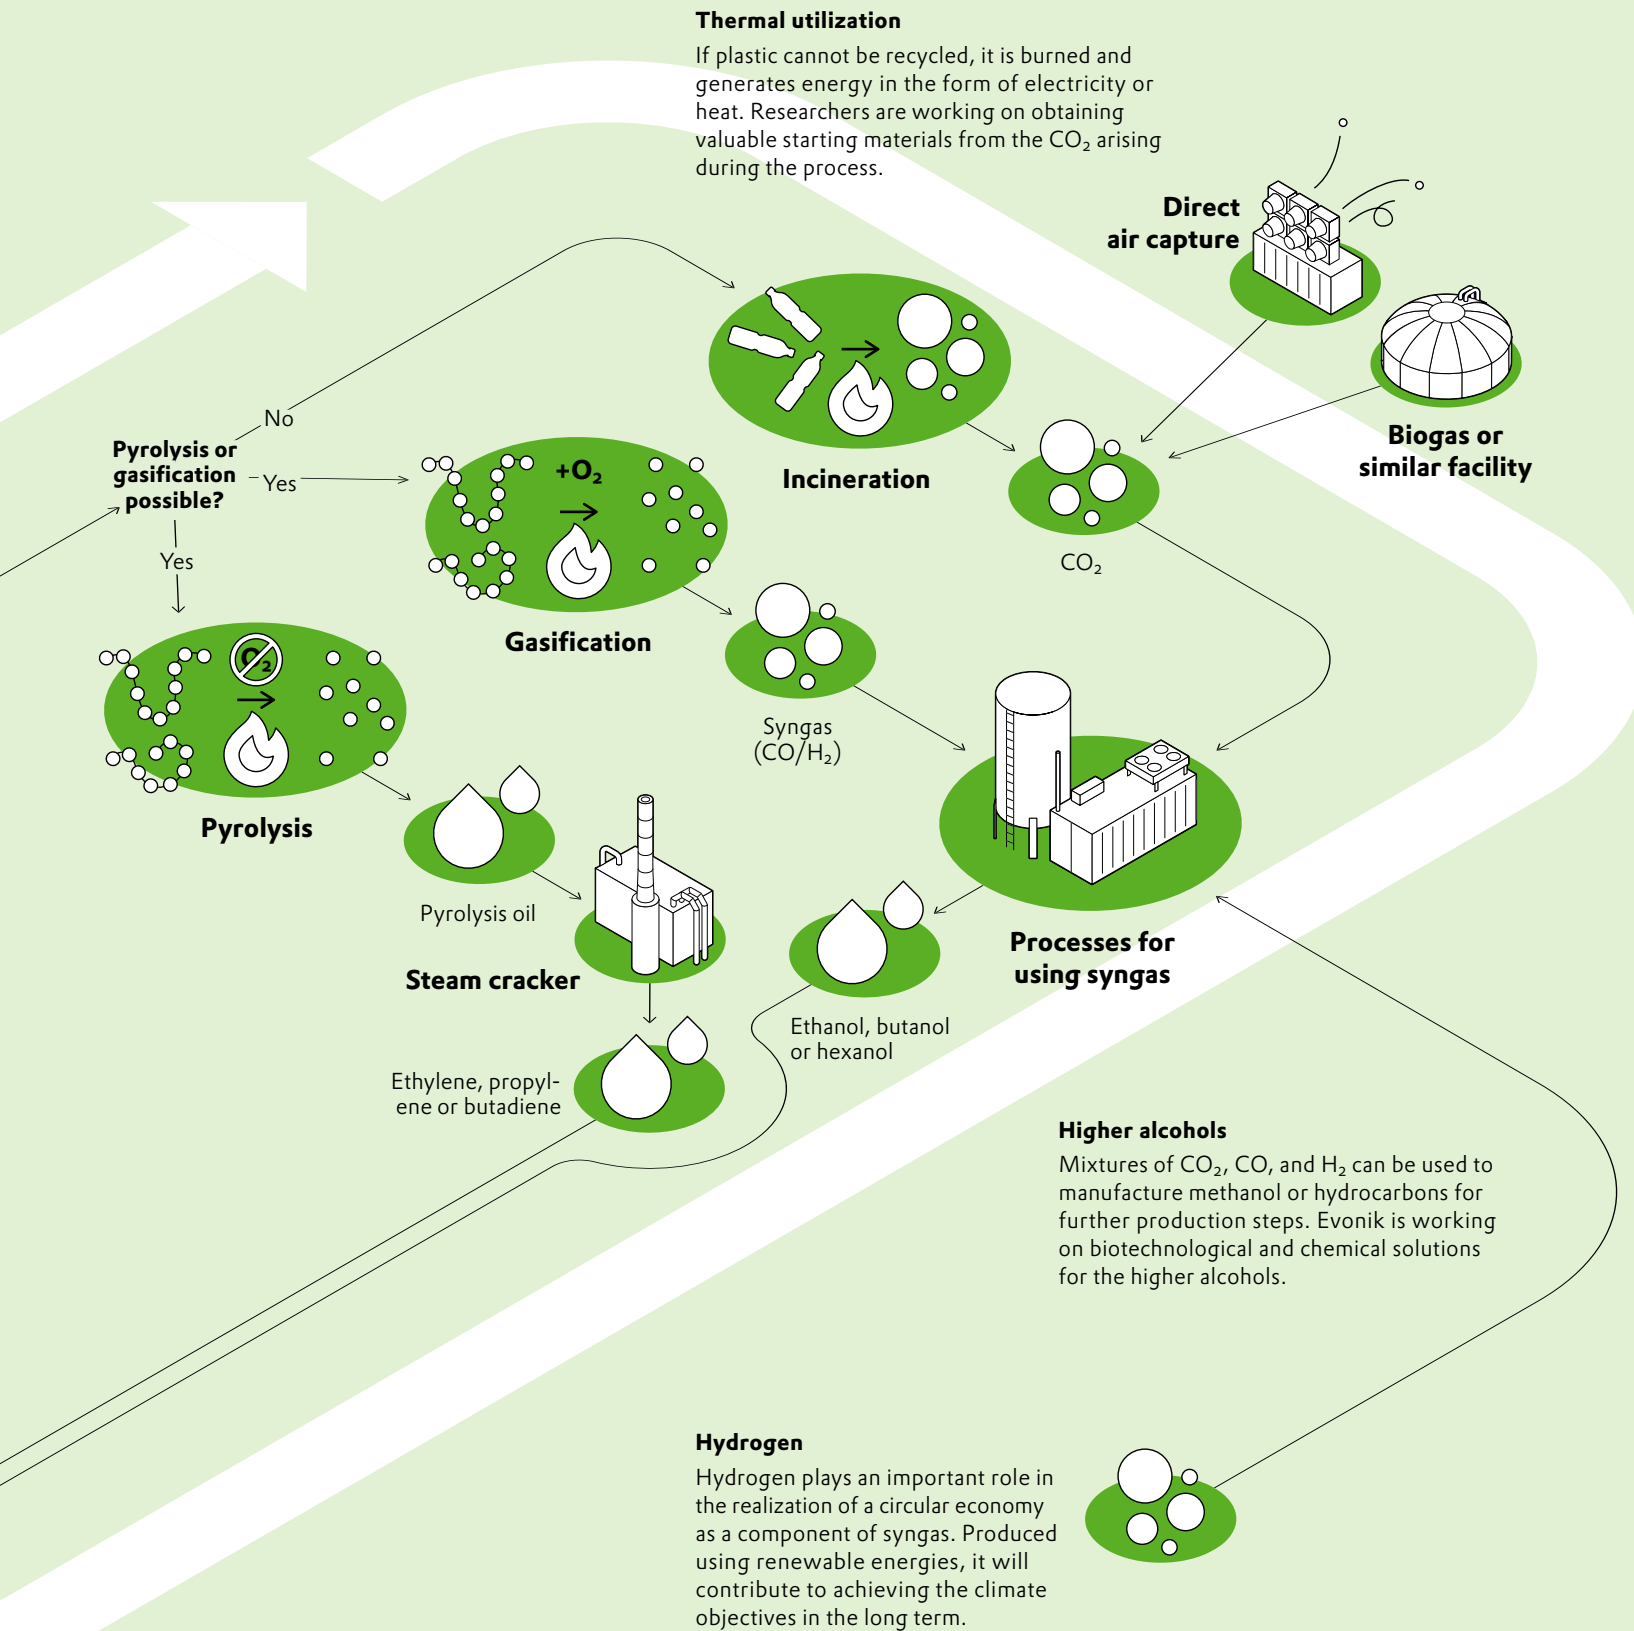 Thermal utilization
If plastic cannot be recycled, it is burned and
generates energy in the form of electricity or
heat. Researchers are working on obtaining
valuable starting materials from the CO₂ arising
during the process.
Direct
air capture
No
Pyrolysis or
gasification
possible?
Yes
Yes
+O₂
Incineration
Biogas or
similar facility
CO₂
Gasification
O₂
Syngas
(CO/H₂)
Pyrolysis
Pyrolysis oil
Steam cracker
Processes for
using syngas
Ethanol, butanol
or hexanol
Ethylene, propyl-
ene or butadiene
Higher alcohols
Mixtures of CO₂, CO, and H₂ can be used to
manufacture methanol or hydrocarbons for
further production steps. Evonik is working
on biotechnological and chemical solutions
for the higher alcohols.
Hydrogen
Hydrogen plays an important role in
the realization of a circular economy
as a component of syngas. Produced
using renewable energies, it will
contribute to achieving the climate
objectives in the long term.